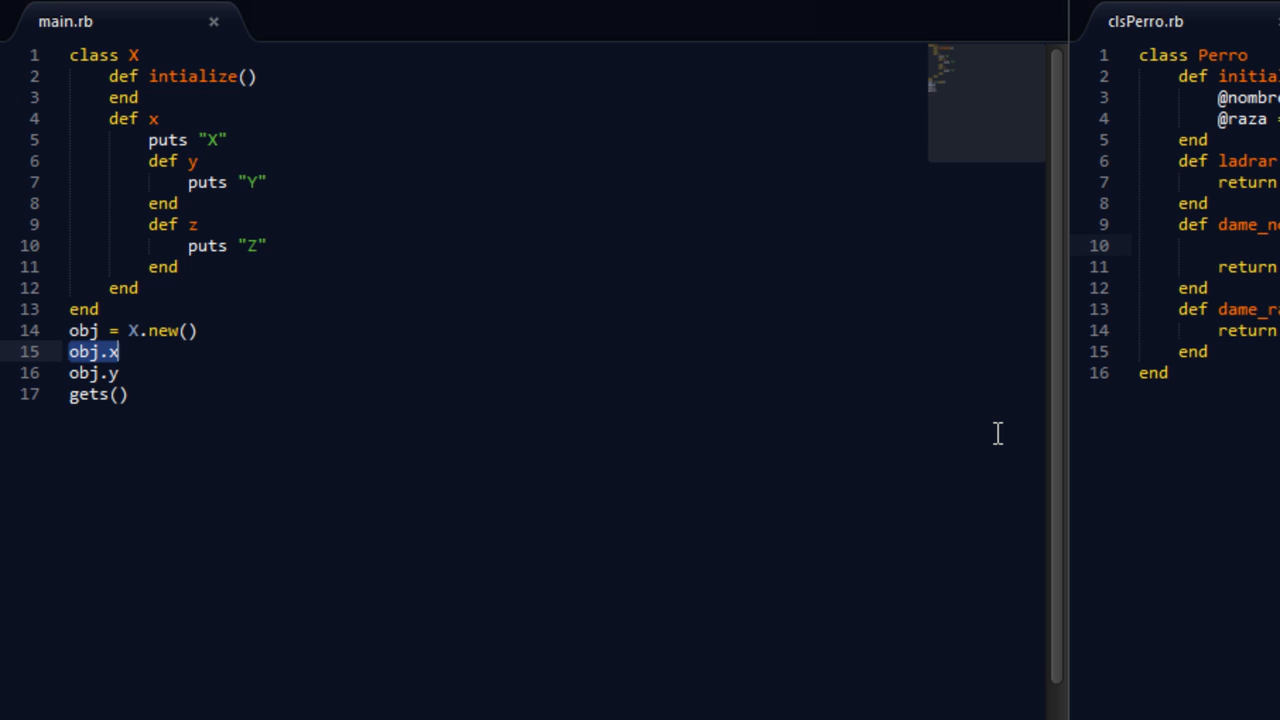 main.rb
1 class X
2 def intialize()
3 end
4 def x
5 puts "X"
6 def y
7 puts "Y"
8 end
9 def z
10 puts "Z"
11 end
12 end
13 end
14 obj = X.new()
15 obj.x
16 obj.y
17 gets()
clsPerro.rb
1 class Perro
2 def initia
3 @nombre
4 @raza =
5 end
6 def ladrar
7 return
8 end
9 def dame_n
10
11 return
12 end
13 def dame_ra
14 return
15 end
16 end